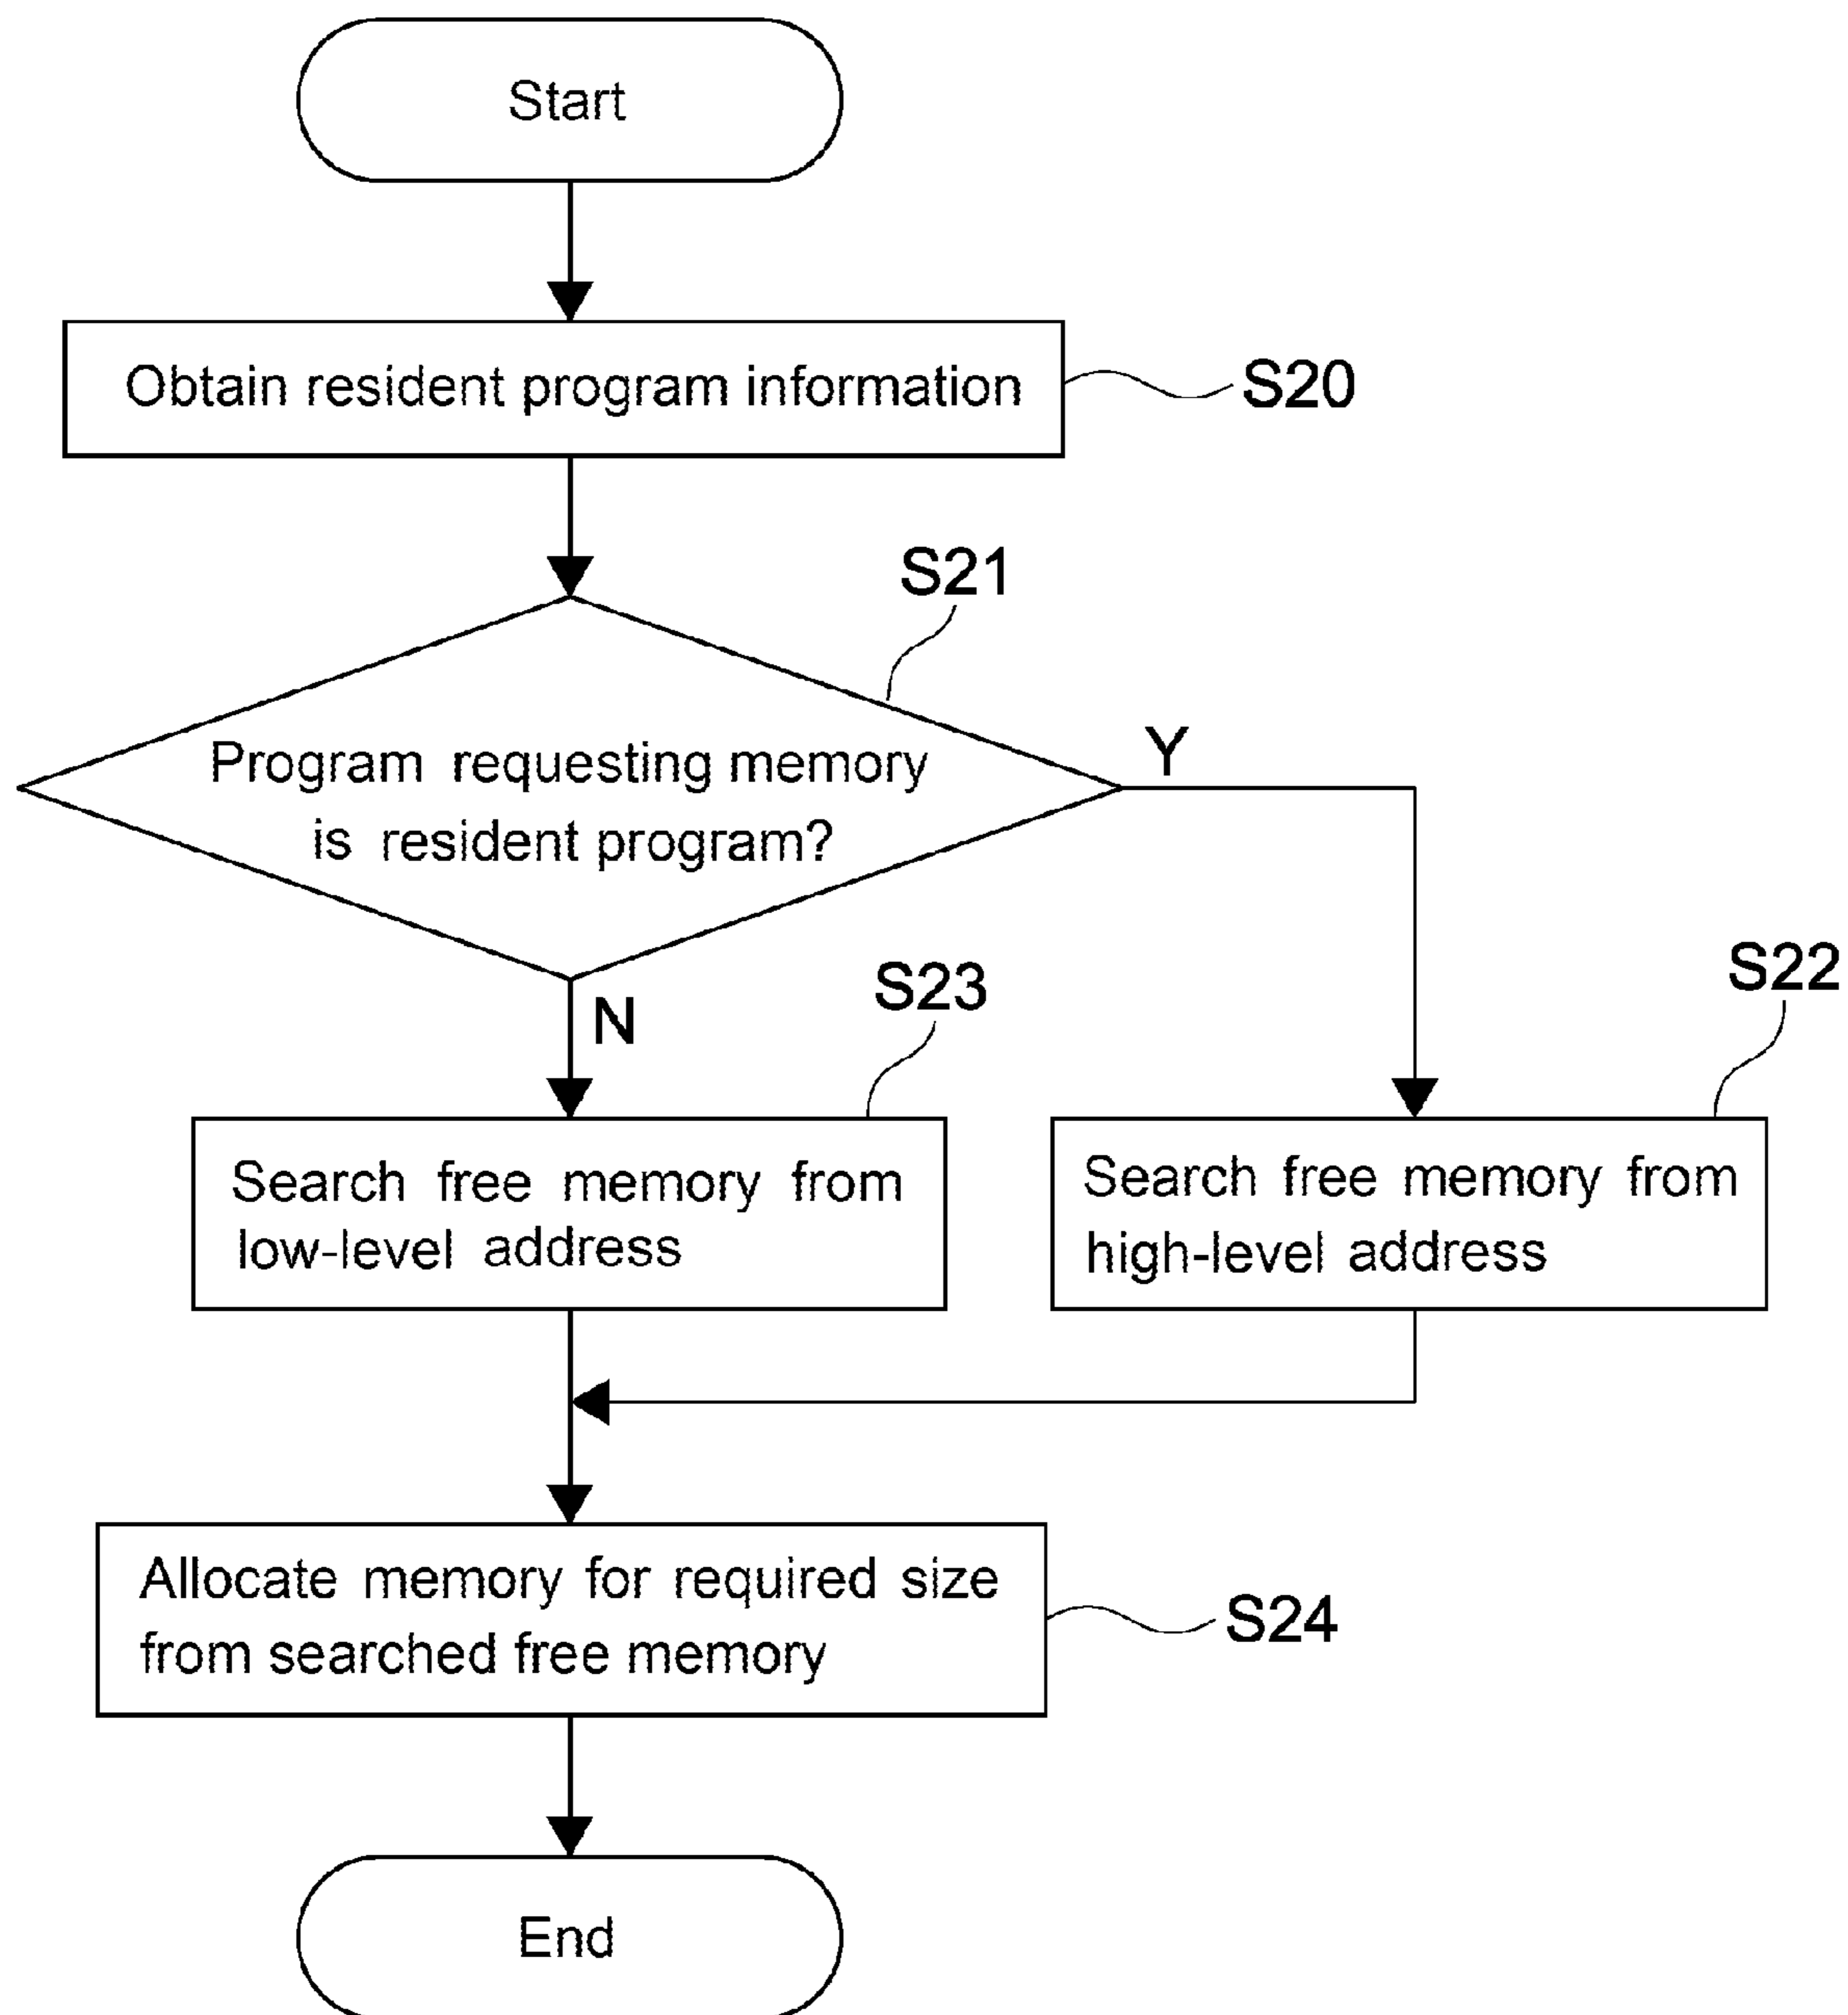 Start
Obtain resident program information
S20
S21
Program requesting memory
is resident program?
Y
N
S23
S22
Search free memory from
low-level address
Search free memory from
high-level address
Allocate memory for required size
from searched free memory
S24
End